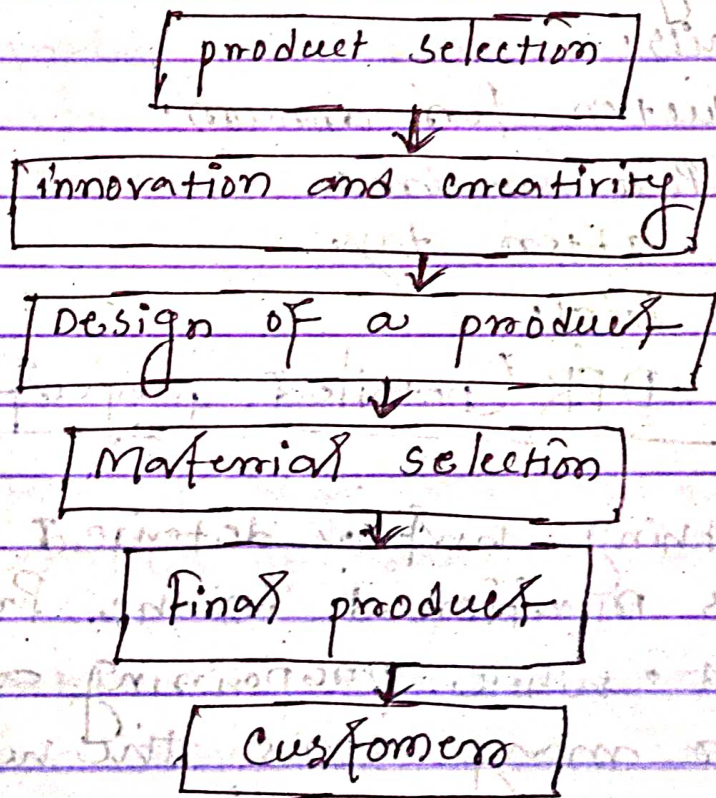 product selection
innovation and creativity
Design of a product
Material selection
Final product
Customers